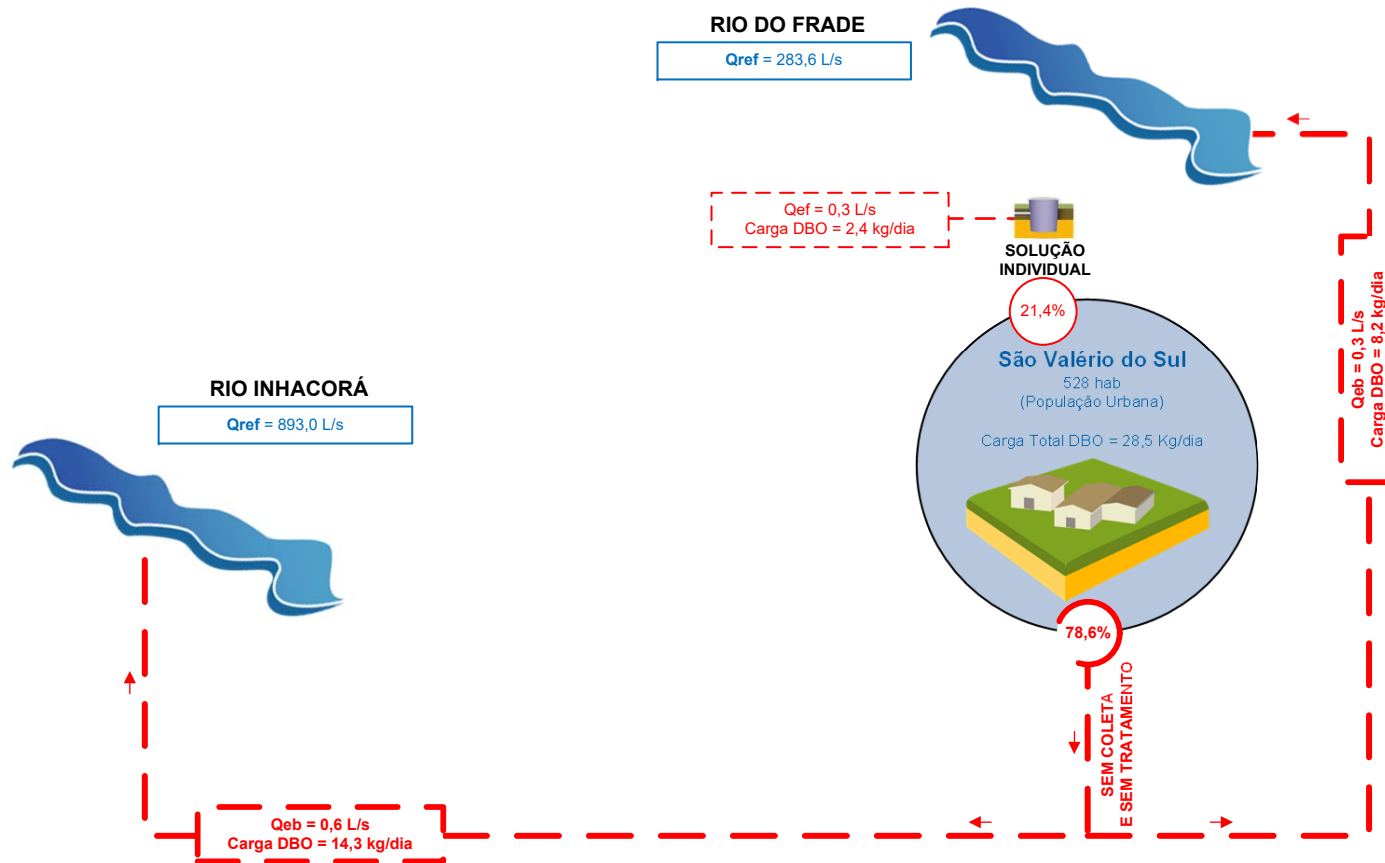 RIO DO FRADE
Qref = 283,6 L/s
Qef = 0,3 L/s
Carga DBO = 2,4 kg/dia
SOLUÇÃO
INDIVIDUAL
21,4%
São Valério do Sul
528 hab
(População Urbana)
Carga Total DBO = 28,5 Kg/dia
Qeb = 0,3 L/s
Carga DBO = 8,2 kg/dia
RIO INHACORÁ
Qref = 893,0 L/s
78,6%
SEM COLETA
E SEM TRATAMENTO
Qeb = 0,6 L/s
Carga DBO = 14,3 kg/dia